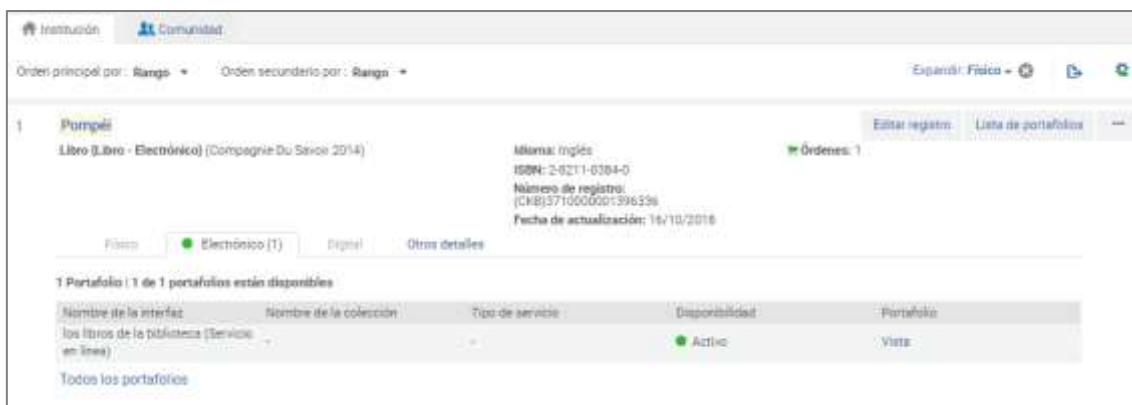 Institución Comunidad
Orden principal por: Rango Orden secundario por: Rango Expandir: Físico
1 Pompéi Editar registro Lista de portafolios ...
Libro (Libro - Electrónico) (Compagnie Du Savoir 2014) Idioma: Inglés Órdenes: 1
ISBN: 2-8211-0384-0
Número de registro:
(CKB)3710000001396336
Fecha de actualización: 16/10/2018
Físico Electrónico (1) Digital Otros detalles
1 Portafolio | 1 de 1 portafolios están disponibles
Nombre de la interfaz Nombre de la colección Tipo de servicio Disponibilidad Portafolio
los libros de la biblioteca (Servicio - - Activo Vista
en línea)
Todos los portafolios